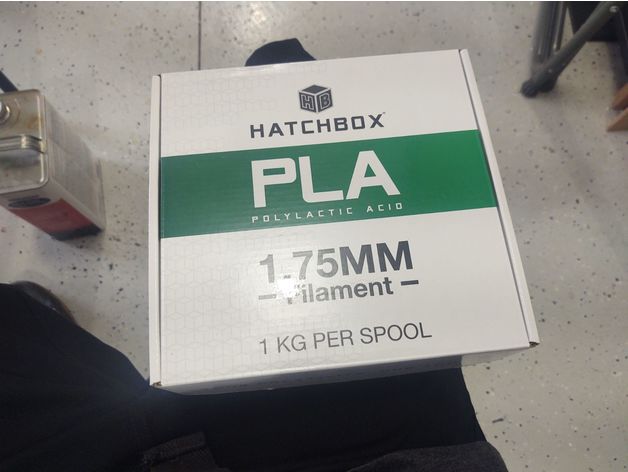 HB
HATCHBOX
PLA
POLYLACTIC ACID
1.75MM
Filament
1 KG PER SPOOL